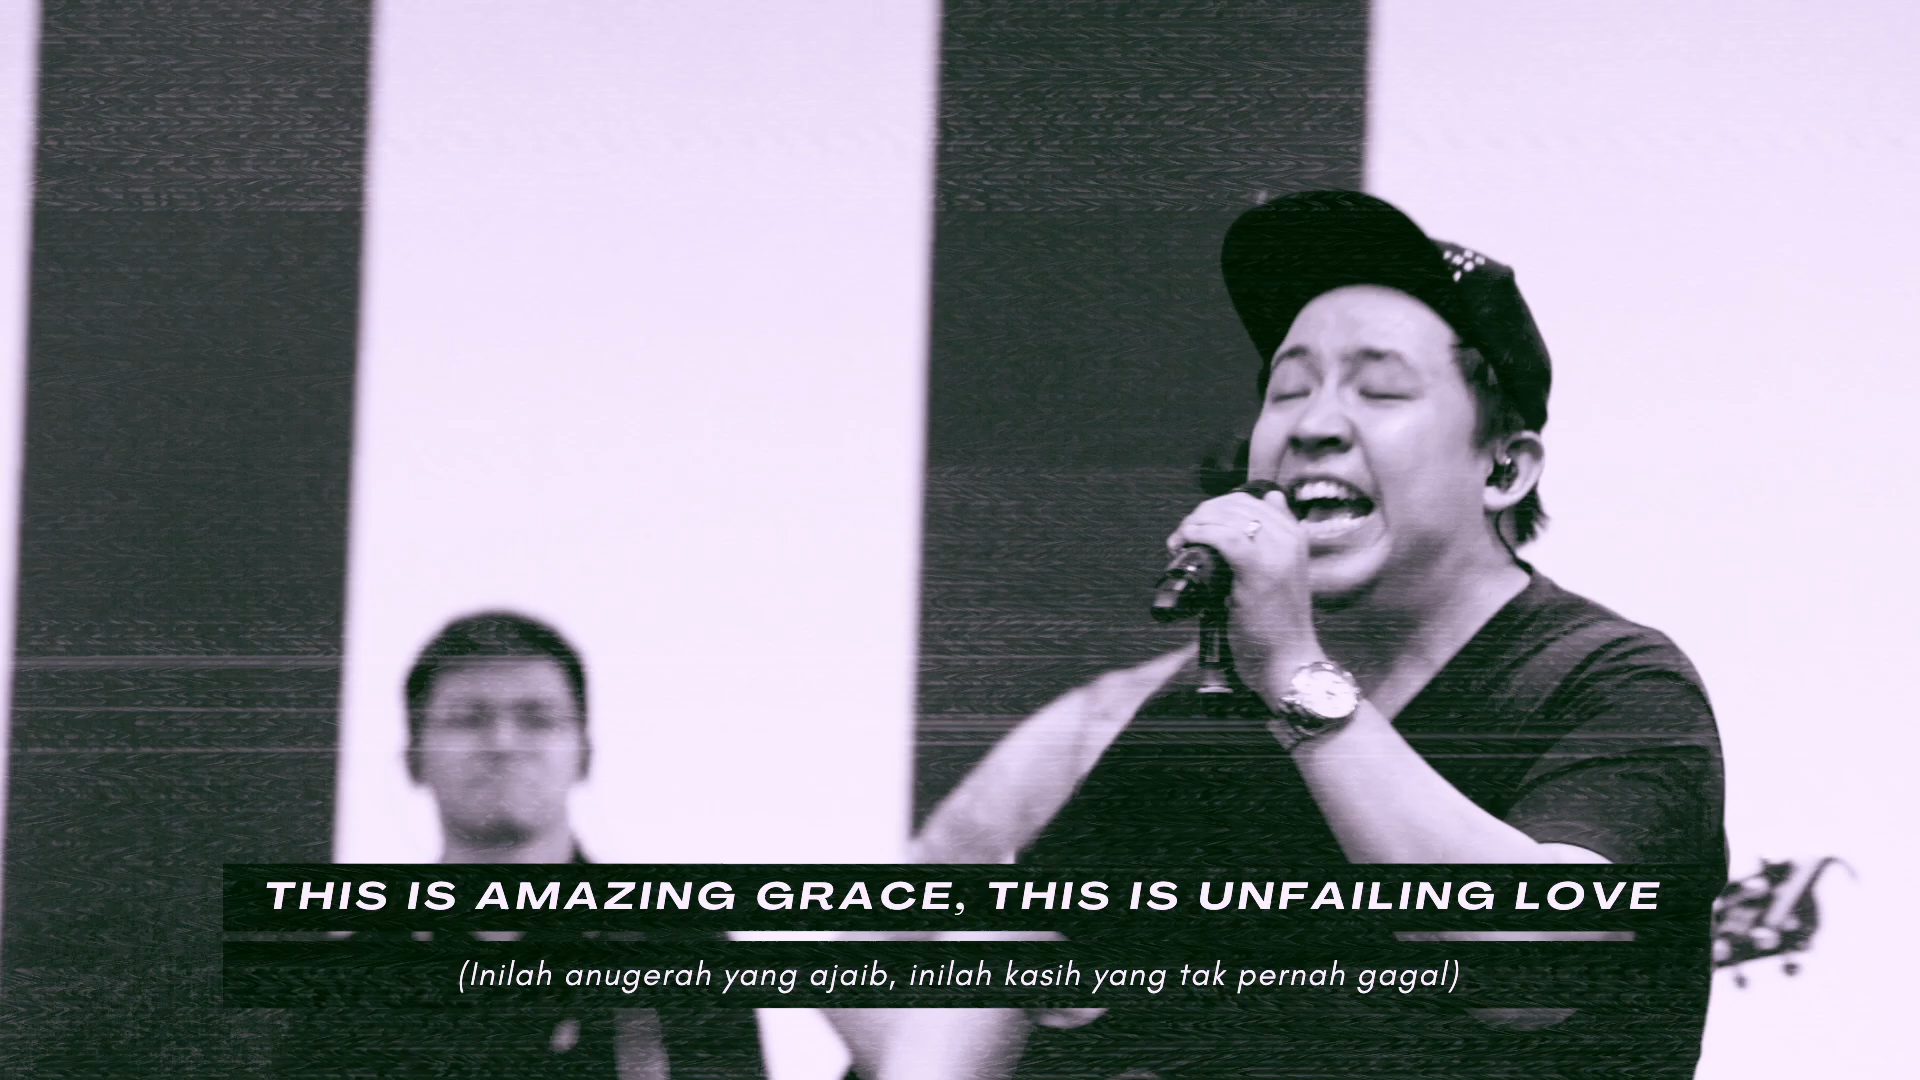 THIS IS AMAZING GRACE, THIS IS UNFAILING LOVE
(Inilah anugerah yang ajaib, inilah kasih yang tak pernah gagal)